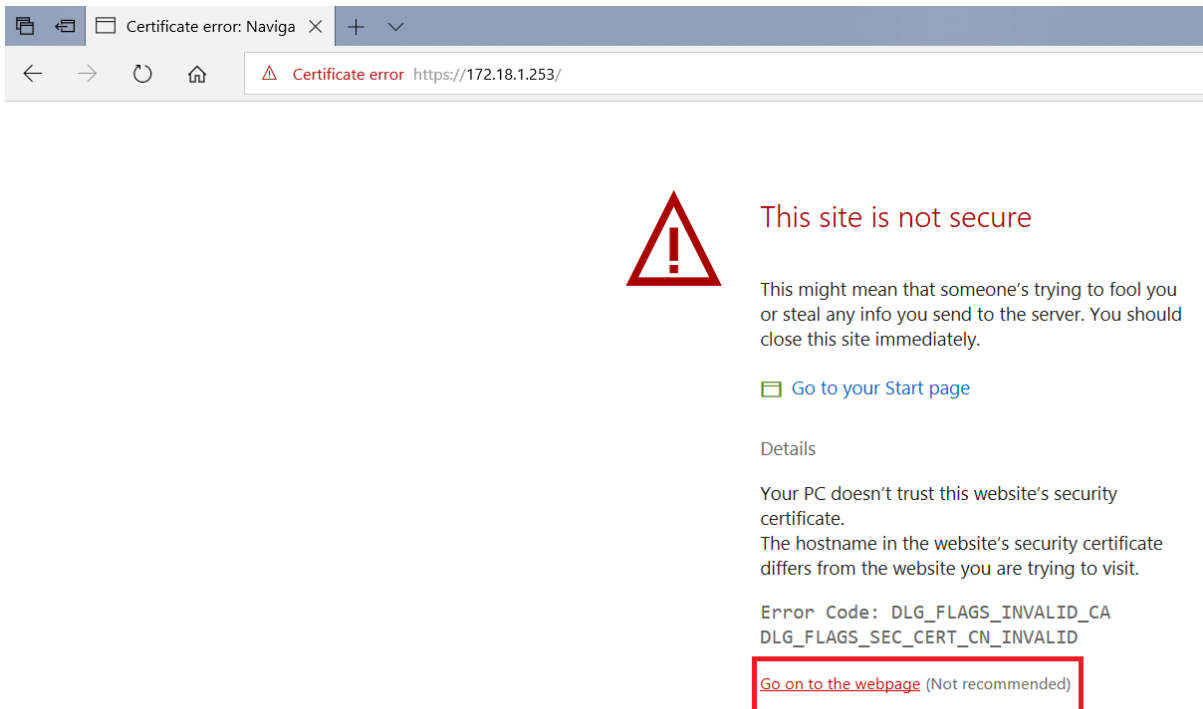 Certificate error: Naviga
Certificate error https://172.18.1.253/
This site is not secure
This might mean that someone's trying to fool you
or steal any info you send to the server. You should
close this site immediately.
Go to your Start page
Details
Your PC doesn't trust this website's security
certificate.
The hostname in the website's security certificate
differs from the website you are trying to visit.
Error Code: DLG_FLAGS_INVALID_CA
DLG_FLAGS_SEC_CERT_CN_INVALID
Go on to the webpage (Not recommended)